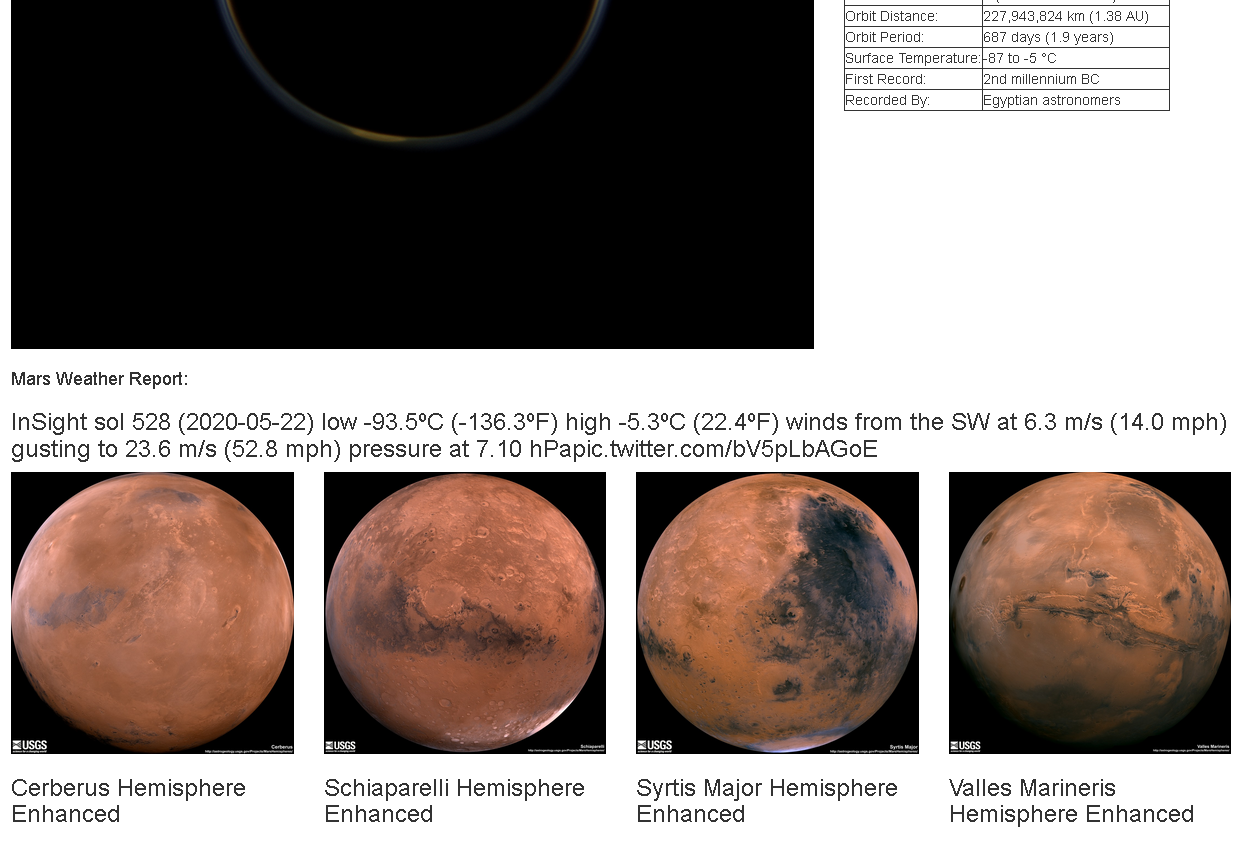 Orbit Distance: 227,943,824 km (1.38 AU)
Orbit Period: 687 days (1.9 years)
Surface Temperature: -87 to -5 °C
First Record: 2nd millennium BC
Recorded By: Egyptian astronomers
Mars Weather Report:
InSight sol 528 (2020-05-22) low -93.5ºC (-136.3ºF) high -5.3ºC (22.4ºF) winds from the SW at 6.3 m/s (14.0 mph)
gusting to 23.6 m/s (52.8 mph) pressure at 7.10 hPapic.twitter.com/bV5pLbAGoE
USGS
Cerberus
USGS
Schiaparelli
USGS
Syrtis Major
USGS
Valles Marineris
Cerberus Hemisphere
Enhanced
Schiaparelli Hemisphere
Enhanced
Syrtis Major Hemisphere
Enhanced
Valles Marineris
Hemisphere Enhanced